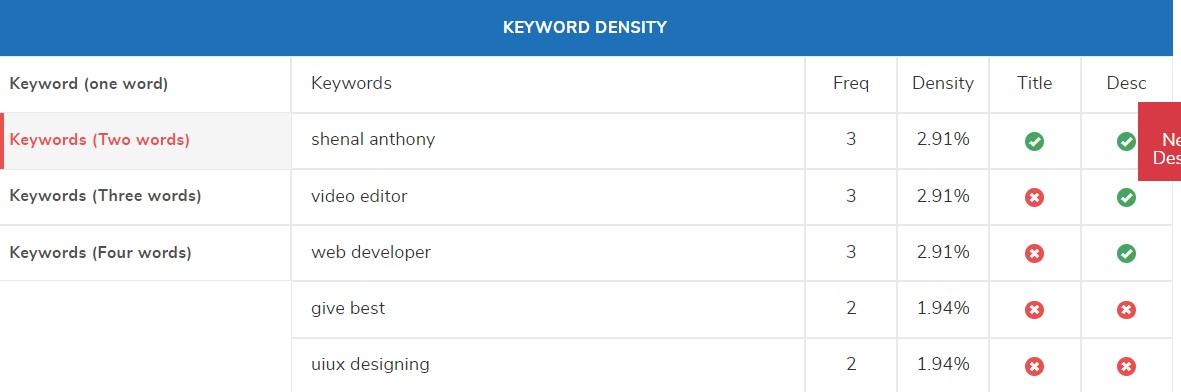 KEYWORD DENSITY
Keyword (one word)
Keywords (Two words)
Keywords (Three words)
Keywords (Four words)
Keywords Freq Density Title Desc
shenal anthony 3 2.91%
video editor 3 2.91%
web developer 3 2.91%
give best 2 1.94%
uiux designing 2 1.94%